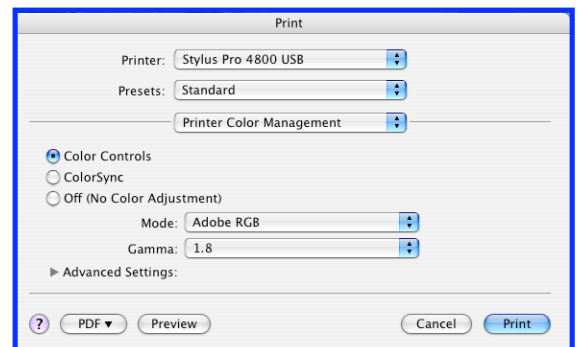 Print
Printer: Stylus Pro 4800 USB
Presets: Standard
Printer Color Management
Color Controls
ColorSync
Off (No Color Adjustment)
Mode: Adobe RGB
Gamma: 1.8
Advanced Settings:
? PDF Preview Cancel Print